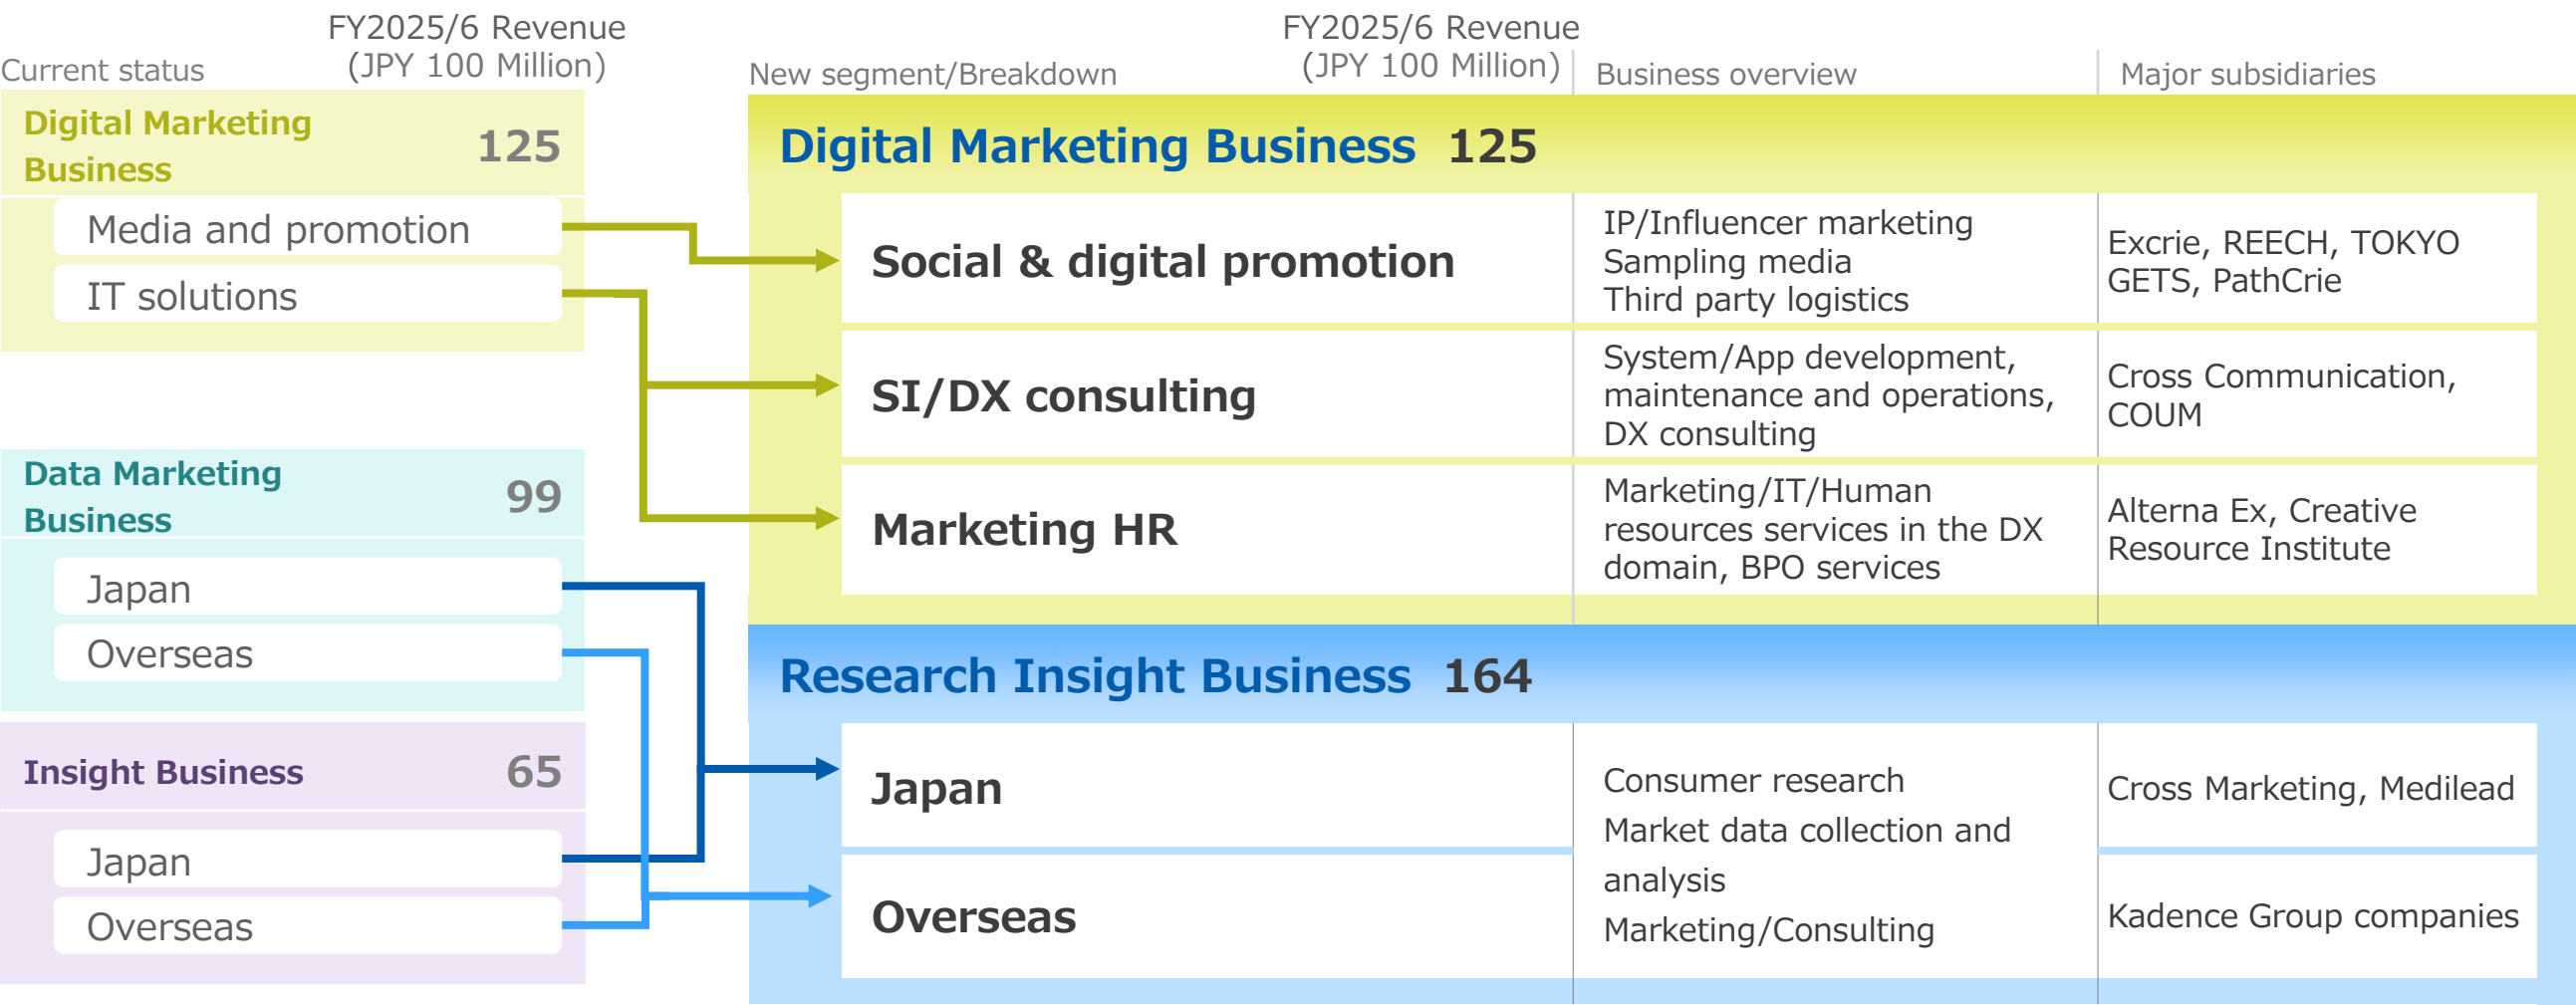 FY2025/6 Revenue
(JPY 100 Million)
Current status
Digital Marketing
Business
125
Media and promotion
IT solutions
Data Marketing
Business
99
Japan
Overseas
Insight Business
65
Japan
Overseas
FY2025/6 Revenue
(JPY 100 Million)
New segment/Breakdown
Business overview
Major subsidiaries
Digital Marketing Business 125
Social & digital promotion
IP/Influencer marketing
Sampling media
Third party logistics
Excrie, REECH, TOKYO
GETS, PathCrie
SI/DX consulting
System/App development,
maintenance and operations,
DX consulting
Cross Communication,
COUM
Marketing HR
Marketing/IT/Human
resources services in the DX
domain, BPO services
Alterna Ex, Creative
Resource Institute
Research Insight Business 164
Japan
Overseas
Consumer research
Market data collection and
analysis
Marketing/Consulting
Cross Marketing, Medilead
Kadence Group companies